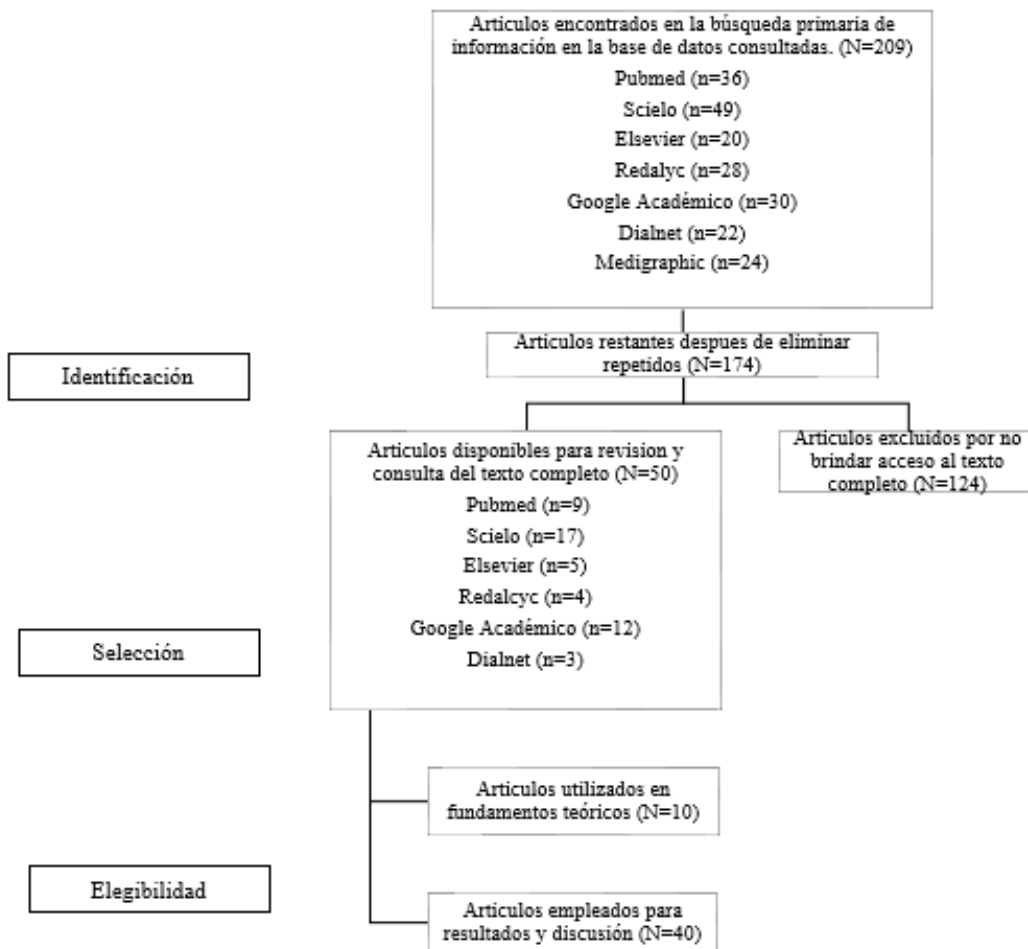 Articulos encontrados en la búsqueda primaria de
información en la base de datos consultadas. (N=209)
Pubmed (n=36)
Scielo (n=49)
Elsevier (n=20)
Redalyc (n=28)
Google Académico (n=30)
Dialnet (n=22)
Medigraphic (n=24)
Articulos restantes despues de eliminar
repetidos (N=174)
Identificación
Articulos disponibles para revision y
consulta del texto completo (N=50)
Pubmed (n=9)
Scielo (n=17)
Elsevier (n=5)
Redalcyc (n=4)
Google Académico (n=12)
Dialnet (n=3)
Articulos excluidos por no
brindar acceso al texto
completo (N=124)
Selección
Articulos utilizados en
fundamentos teóricos (N=10)
Elegibilidad
Articulos empleados para
resultados y discusión (N=40)